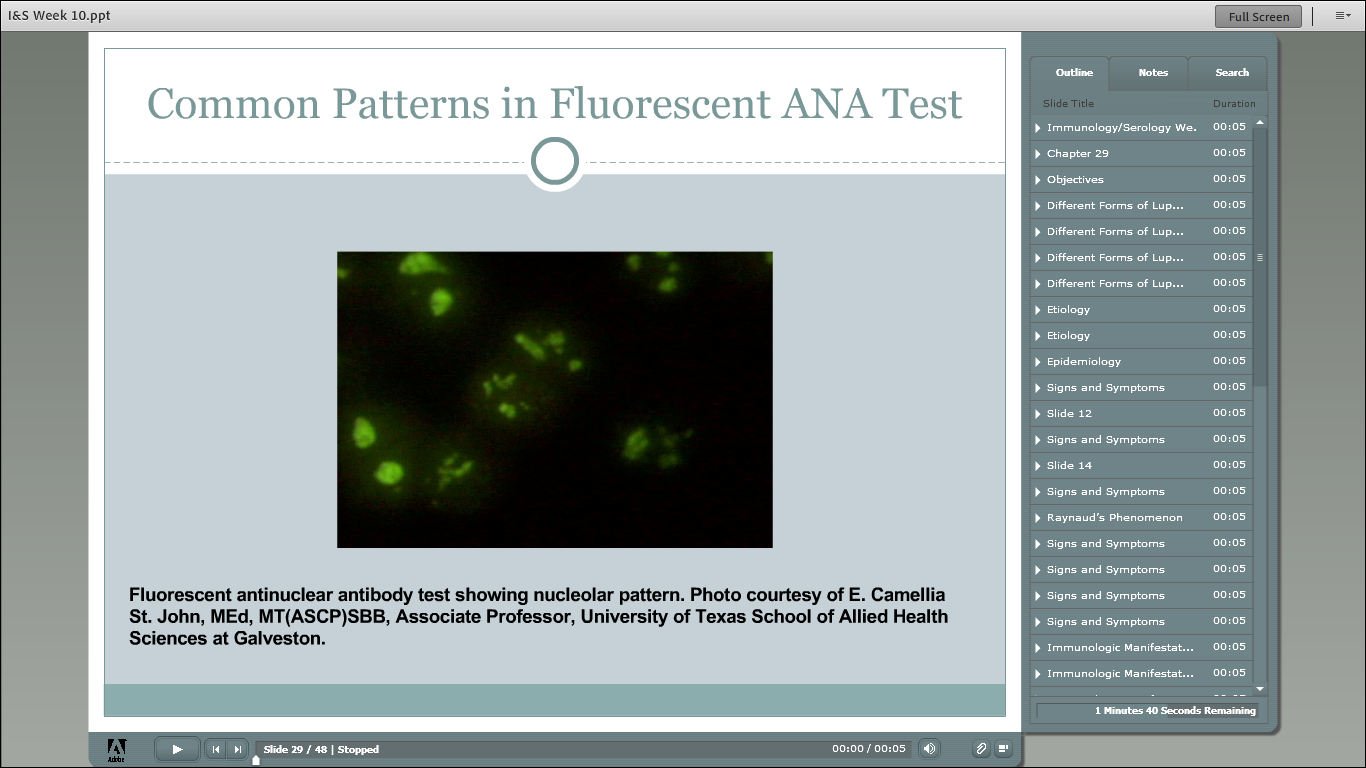 I&S Week 10.ppt
Full Screen
Common Patterns in Fluorescent ANA Test
Fluorescent antinuclear antibody test showing nucleolar pattern. Photo courtesy of E. Camellia
St. John, MEd, MT(ASCP)SBB, Associate Professor, University of Texas School of Allied Health
Sciences at Galveston.
Outline Notes Search
Slide Title Duration
Immunology/Serology We. 00:05
Chapter 29 00:05
Objectives 00:05
Different Forms of Lup... 00:05
Different Forms of Lup... 00:05
Different Forms of Lup... 00:05
Different Forms of Lup... 00:05
Etiology 00:05
Etiology 00:05
Epidemiology 00:05
Signs and Symptoms 00:05
Slide 12 00:05
Signs and Symptoms 00:05
Slide 14 00:05
Signs and Symptoms 00:05
Raynaud's Phenomenon 00:05
Signs and Symptoms 00:05
Signs and Symptoms 00:05
Signs and Symptoms 00:05
Signs and Symptoms 00:05
Immunologic Manifestat... 00:05
Immunologic Manifestat... 00:05
1 Minutes 40 Seconds Remaining
Adobe
Slide 29 / 48 | Stopped
00:00 / 00:05